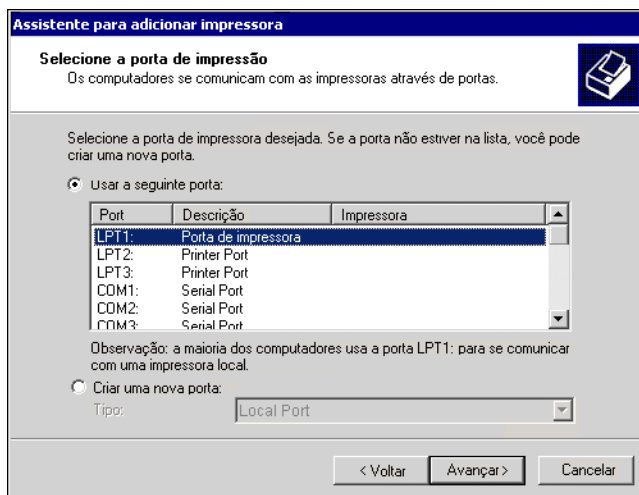 Assistente para adicionar impressora
Selecione a porta de impressão
Os computadores se comunicam com as impressoras através de portas.
Selecione a porta de impressora desejada. Se a porta não estiver na lista, você pode
criar uma nova porta.
Usar a seguinte porta:
Port Descrição Impressora
LPT1: Porta de impressora
LPT2: Printer Port
LPT3: Printer Port
COM1: Serial Port
COM2: Serial Port
COM3: Serial Port
Observação: a maioria dos computadores usa a porta LPT1: para se comunicar
com uma impressora local.
Criar uma nova porta:
Tipo: Local Port
< Voltar Avançar > Cancelar